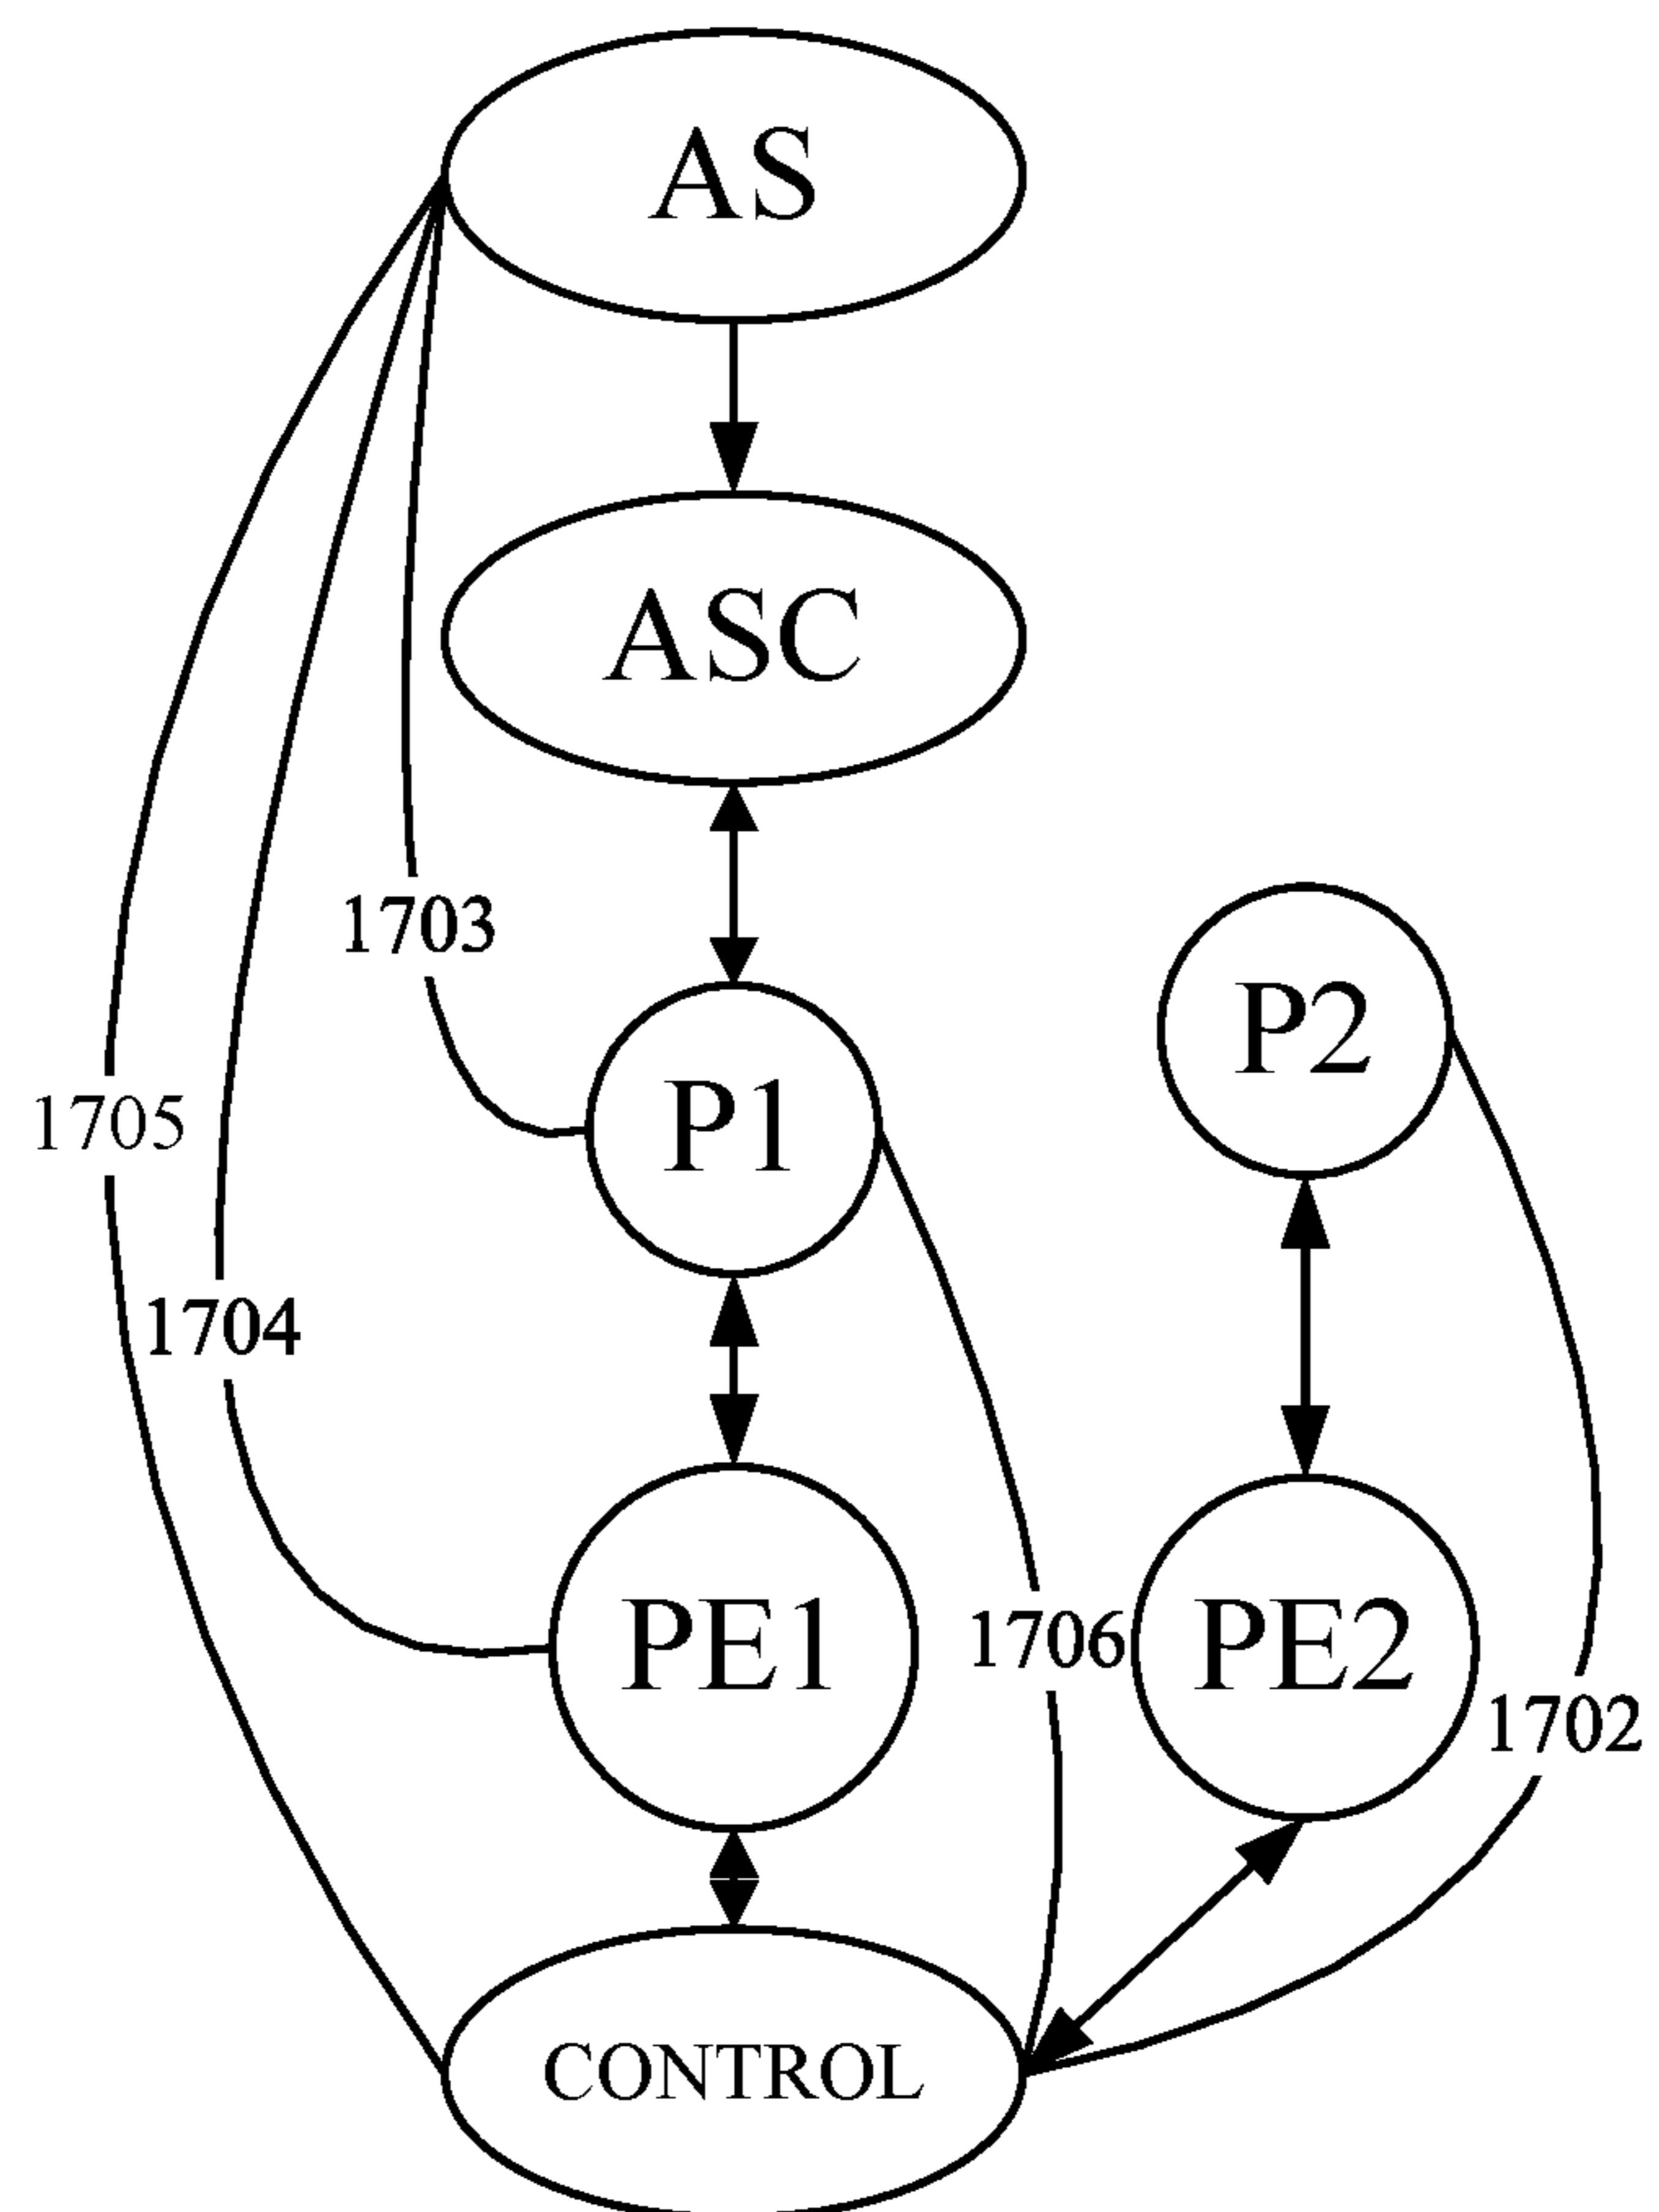 AS
ASC
1703
P2
P1
1705
1704
PE1
1706
PE2
1702
CONTROL